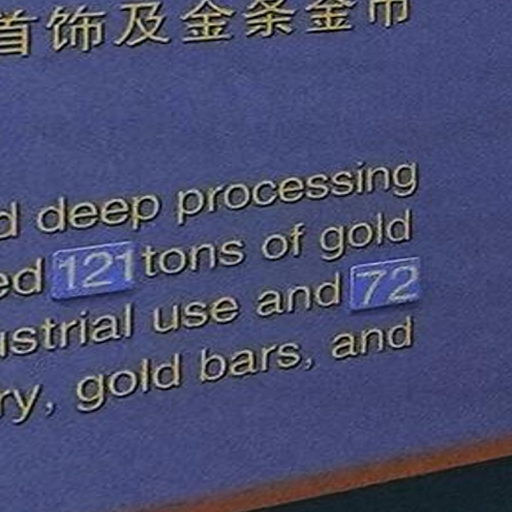 首饰及金条金币
d deep processing
ed 121 tons of gold
ustrial use and 72
ry, gold bars, and